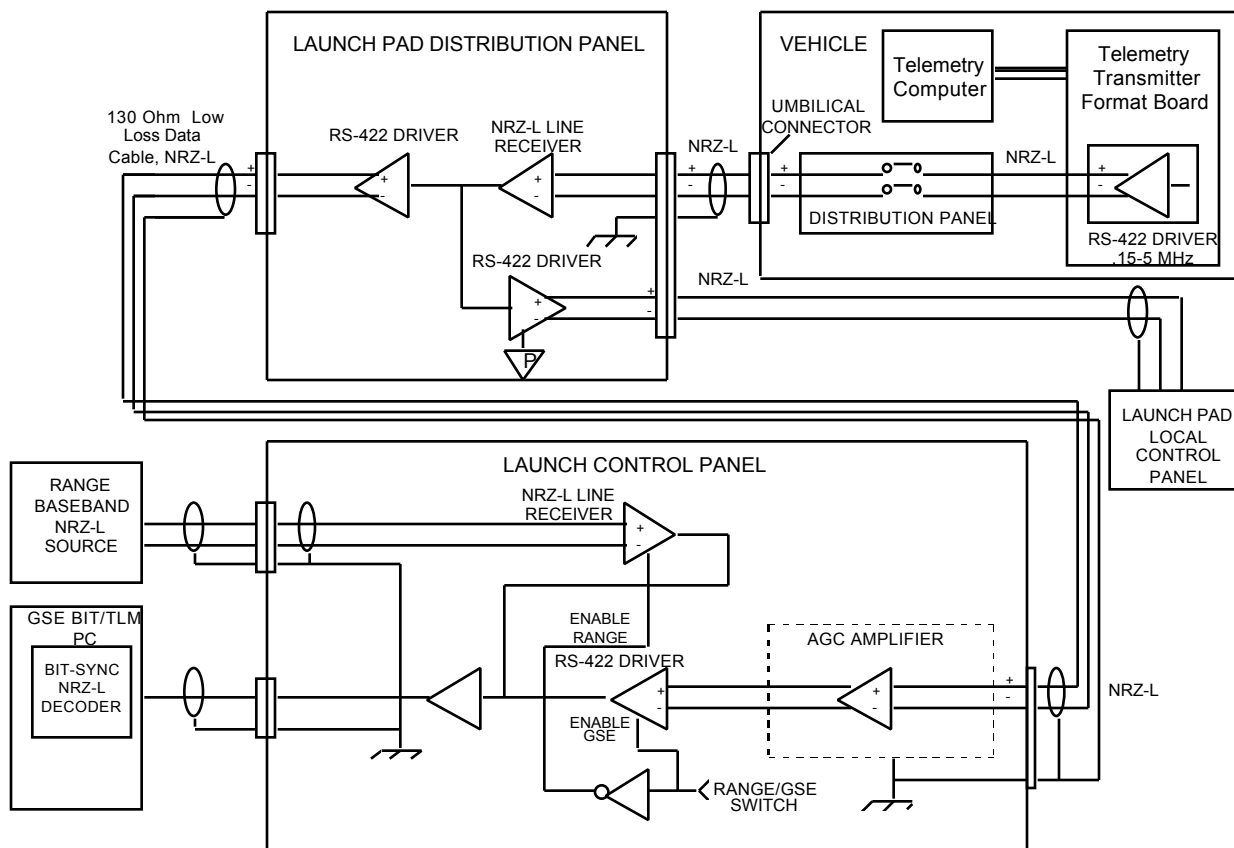 LAUNCH PAD DISTRIBUTION PANEL
VEHICLE
Telemetry
Computer
Telemetry
Transmitter
Format Board
130 Ohm Low
Loss Data
Cable, NRZ-L
RS-422 DRIVER
NRZ-L LINE
RECEIVER
NRZ-L
UMBILICAL
CONNECTOR
NRZ-L
+
-
+
-
+
-
+
-
+
-
+
-
DISTRIBUTION PANEL
RS-422 DRIVER
.15-5 MHz
RS-422 DRIVER
NRZ-L
+
-
+
-
P
LAUNCH PAD
LOCAL
CONTROL
PANEL
LAUNCH CONTROL PANEL
RANGE
BASEBAND
NRZ-L
SOURCE
NRZ-L LINE
RECEIVER
+
-
GSE BIT/TLM
PC
BIT-SYNC
NRZ-L
DECODER
ENABLE
RANGE
RS-422 DRIVER
+
-
ENABLE
GSE
AGC AMPLIFIER
+
-
+
-
NRZ-L
RANGE/GSE
SWITCH